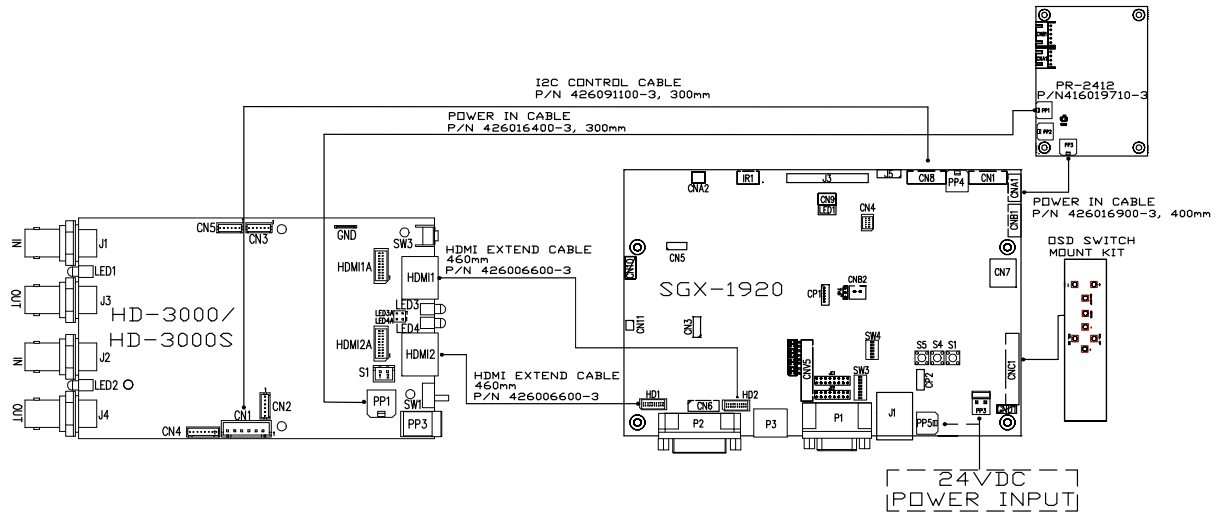 I2C CONTROL CABLE
P/N 426091100-3, 300mm
POWER IN CABLE
P/N 426016400-3, 300mm
CNA1
PR-2412
P/N416019710-3
PP1
PP2
PP3
CNA2
IR1
J3
J5
CN8
PP4
CN1
CNA1
CNB1
CN9
LED1
CN4
POWER IN CABLE
P/N 426016900-3, 400mm
OSD SWITCH
MOUNT KIT
CN5
CN7
SGX-1920
CP1
CNB2
CN11
CN3
SW4
CNV5
SW3
S5
S4
S1
CP2
CNC1
HD1
CN6
HD2
P2
P3
P1
J1
PP5
PP3
24VDC
POWER INPUT
IN
J1
LED1
OUT
J3
HD-3000/
HD-3000S
IN
J2
LED2
OUT
J4
CN5
CN3
GND
SW3
HDMI1A
HDMI1
LED3
LED3A
LED4A
LED4
HDMI2A
HDMI2
S1
PP1
SW1
PP3
CN1
CN2
CN4
HDMI EXTEND CABLE
460mm
P/N 426006600-3
HDMI EXTEND CABLE
460mm
P/N 426006600-3